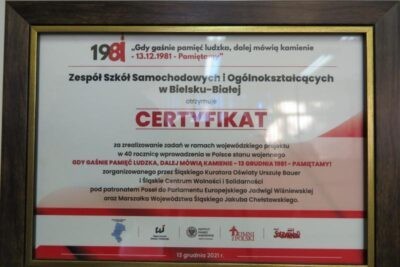 1981 „Gdy gaśnie pamięć ludzka, dalej mówią kamienie
- 13.12.1981 - Pamiętamy"
Zespół Szkół Samochodowych i Ogólnokształcących
w Bielsku-Białej
otrzymuje
CERTYFIKAT
za zrealizowanie zadań w ramach wojewódzkiego projektu
w 40 rocznicę wprowadzenia w Polsce stanu wojennego
GDY GAŚNIE PAMIĘĆ LUDZKA, DALEJ MÓWIĄ KAMIENIE - 13 GRUDNIA 1981 - PAMIĘTAMY!
zorganizowanego przez Śląskiego Kuratora Oświaty Urszulę Bauer
i Śląskie Centrum Wolności i Solidarności
pod patronatem Poseł do Parlamentu Europejskiego Jadwigi Wiśniewskiej
oraz Marszałka Województwa Śląskiego Jakuba Chełstowskiego.
13 grudnia 2021